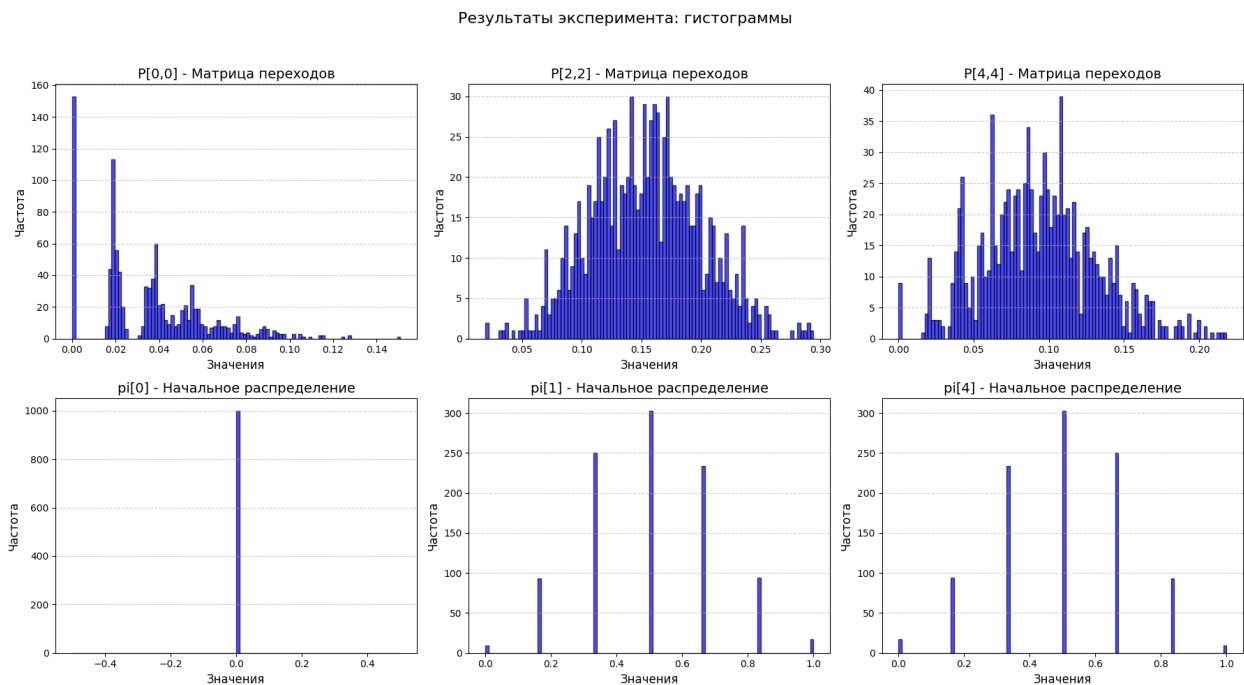 Результаты эксперимента: гистограммы
P[0,0] - Матрица переходов
P[2,2] - Матрица переходов
P[4,4] - Матрица переходов
Частота
160
140
120
100
80
60
40
20
0
0.00 0.02 0.04 0.06 0.08 0.10 0.12 0.14
Значения
Частота
30
25
20
15
10
5
0
0.05 0.10 0.15 0.20 0.25 0.30
Значения
Частота
40
35
30
25
20
15
10
5
0
0.00 0.05 0.10 0.15 0.20
Значения
pi[0] - Начальное распределение
pi[1] - Начальное распределение
pi[4] - Начальное распределение
Частота
1000
800
600
400
200
0
−0.4 −0.2 0.0 0.2 0.4
Значения
Частота
300
250
200
150
100
50
0
0.0 0.2 0.4 0.6 0.8 1.0
Значения
Частота
300
250
200
150
100
50
0
0.0 0.2 0.4 0.6 0.8 1.0
Значения